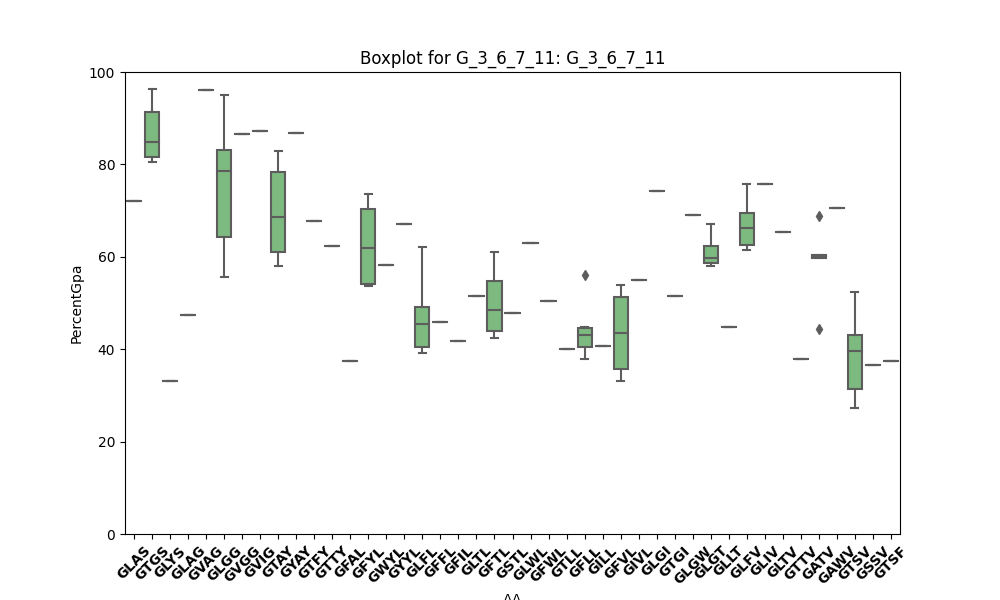 Boxplot for G_3_6_7_11: G_3_6_7_11
PercentGpa
100
80
60
40
20
0
GLAS
GTGS
GLYS
GLAG
GVAG
GLGG
GVGG
GVIG
GTAY
GYAY
GTFY
GTTY
GFAL
GFYL
GWYL
GYYL
GLFL
GFFL
GFIL
GLTL
GFTL
GSTL
GLWL
GFWL
GTLL
GFLL
GILL
GFVL
GIVL
GLGI
GTGI
GLGW
GLGT
GLLT
GLFV
GLIV
GLTV
GTTV
GATV
GAWV
GTSV
GSSV
GTSF